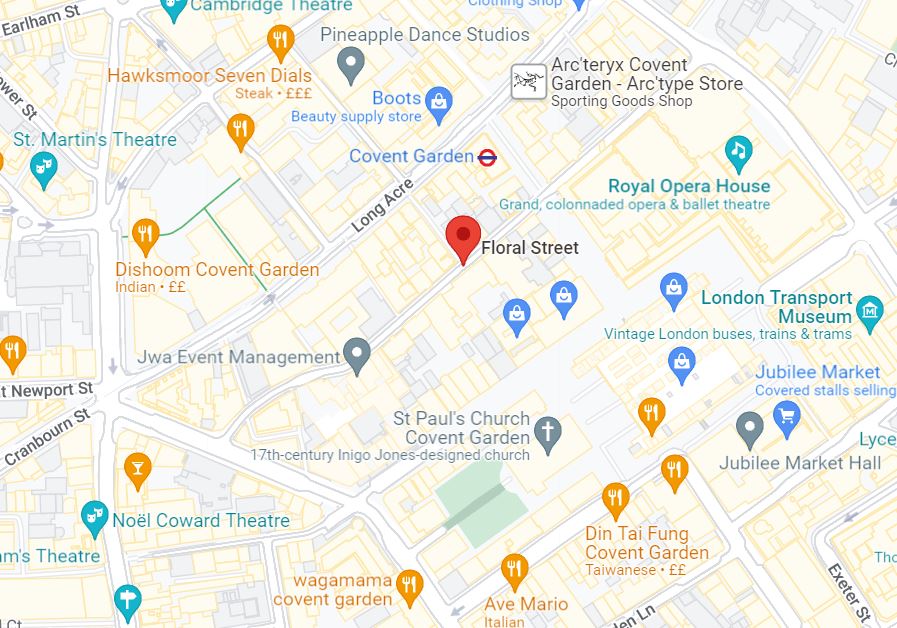 Cambridge Theatre
Clothing Shop
Earlham St
Pineapple Dance Studios
Hawksmoor Seven Dials
Steak • £££
Arc'teryx Covent
Garden - Arc'type Store
Sporting Goods Shop
Boots
Beauty supply store
St. Martin's Theatre
Covent Garden
Long Acre
Royal Opera House
Grand, colonnaded opera & ballet theatre
Floral Street
Dishoom Covent Garden
Indian • ££
London Transport
Museum
Vintage London buses, trains & trams
Jwa Event Management
Jubilee Market
Covered stalls selling
t Newport St
Cranbourn St
St Paul's Church
Covent Garden
17th-century Inigo Jones-designed church
Lyce
Jubilee Market Hall
Noël Coward Theatre
m's Theatre
Din Tai Fung
Covent Garden
Taiwanese • ££
Tho
Exeter St
wagamama
covent garden
Ave Mario
Italian
den Ln
Ct